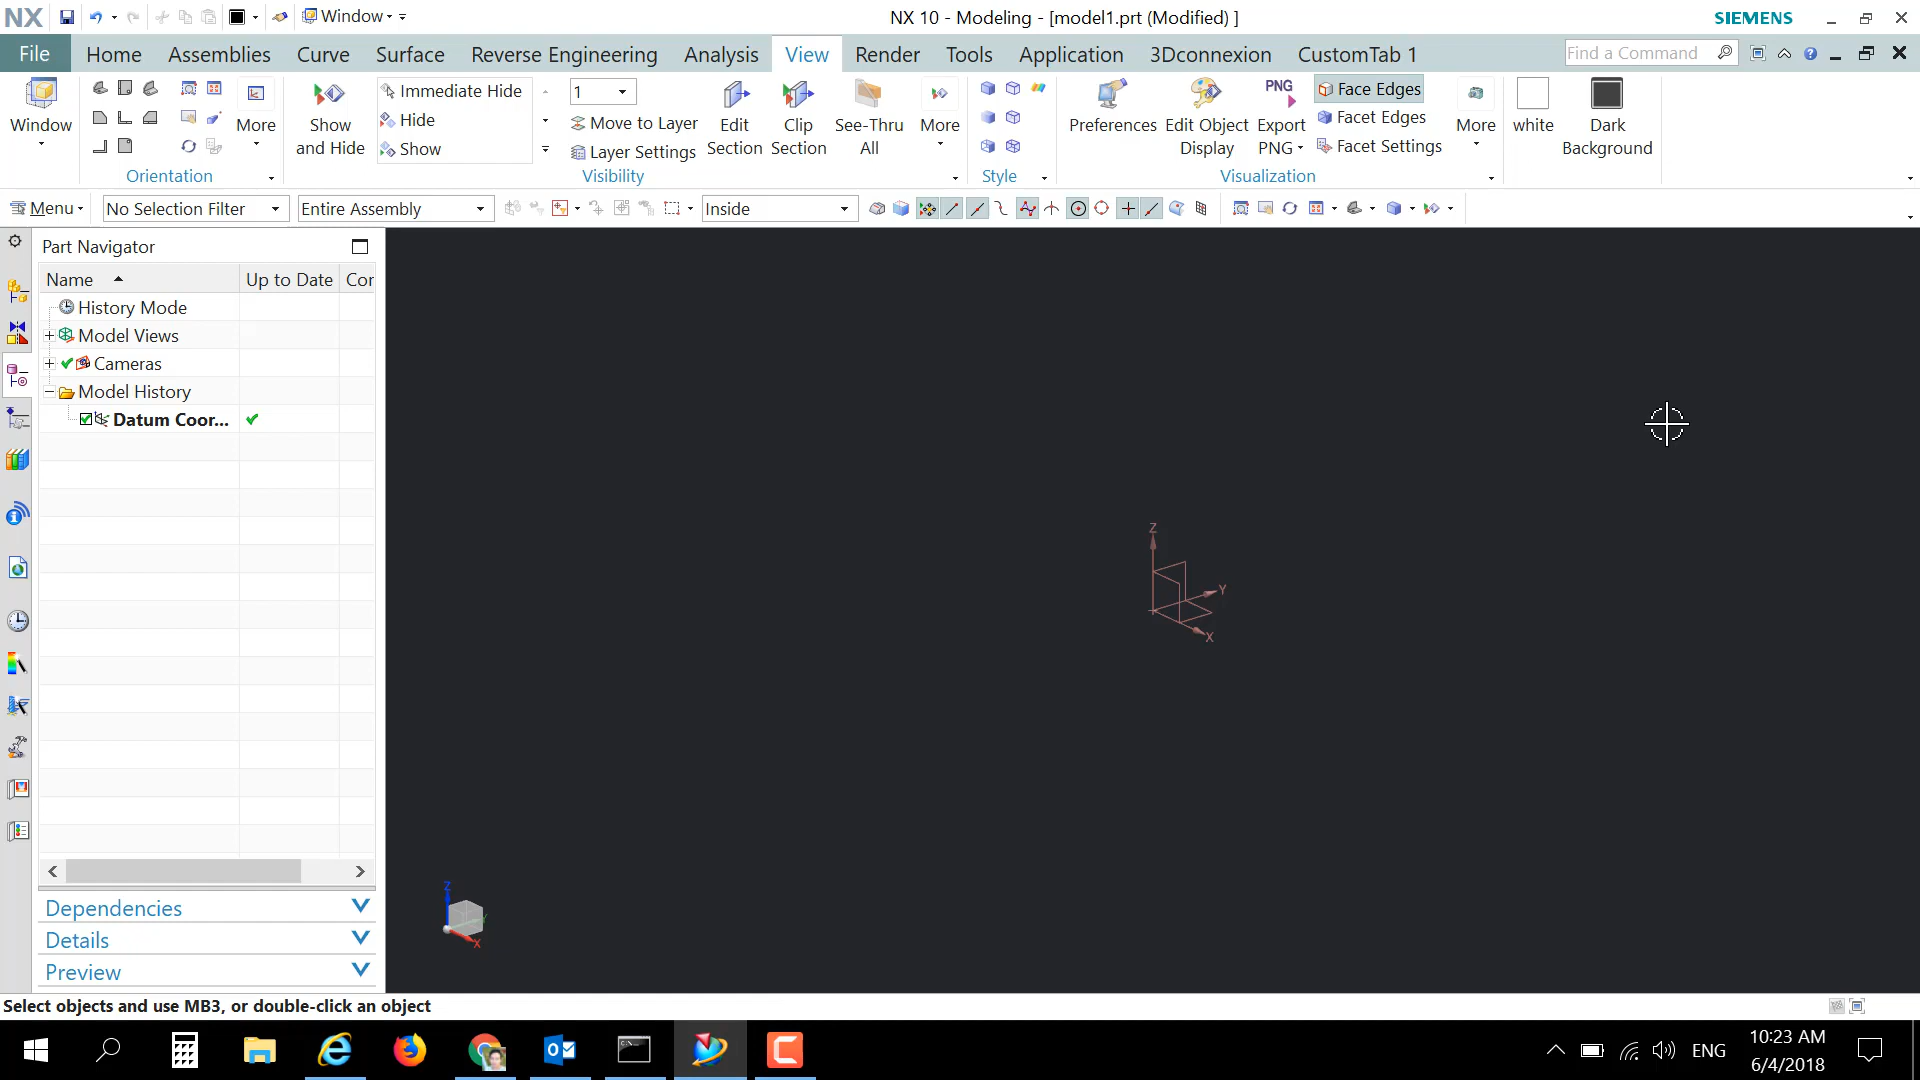 NX
Window
NX 10 - Modeling - [model1.prt (Modified) ]
SIEMENS
File
Home
Assemblies
Curve
Surface
Reverse Engineering
Analysis
View
Render
Tools
Application
3Dconnexion
CustomTab 1
Find a Command
Window
More
Orientation
Show
and Hide
Immediate Hide
Hide
Show
1
Move to Layer
Layer Settings
Visibility
Edit
Section
Clip
Section
See-Thru
All
More
Style
Preferences
Edit Object
Display
PNG
Export
PNG
Face Edges
Facet Edges
Facet Settings
More
Visualization
white
Dark
Background
Menu
No Selection Filter
Entire Assembly
Inside
Part Navigator
Name
Up to Date
Cor
History Mode
Model Views
Cameras
Model History
Datum Coor...
Z
Y
X
Z
Y
X
Dependencies
Details
Preview
Select objects and use MB3, or double-click an object
ENG
10:23 AM
6/4/2018